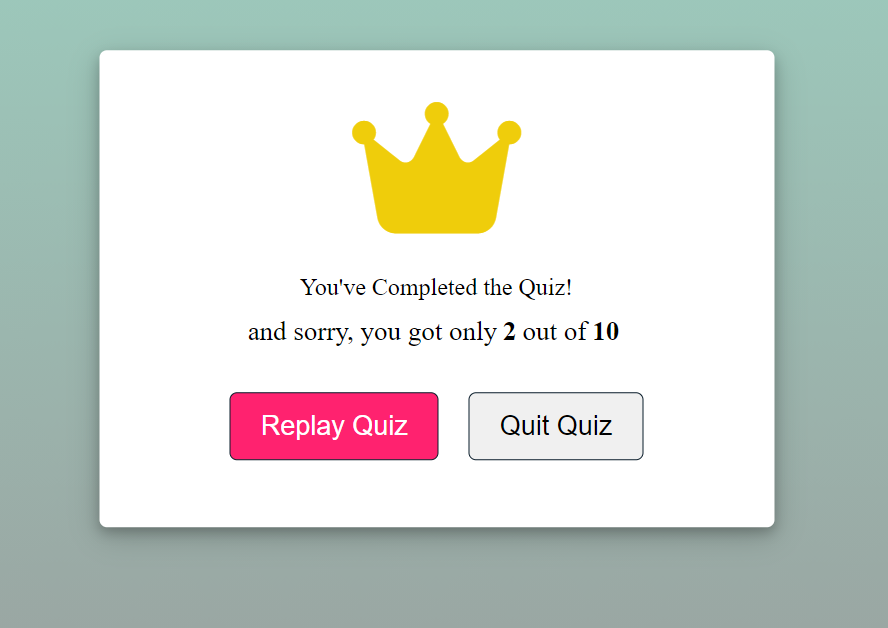 You've Completed the Quiz!
and sorry, you got only 2 out of 10
Replay Quiz
Quit Quiz